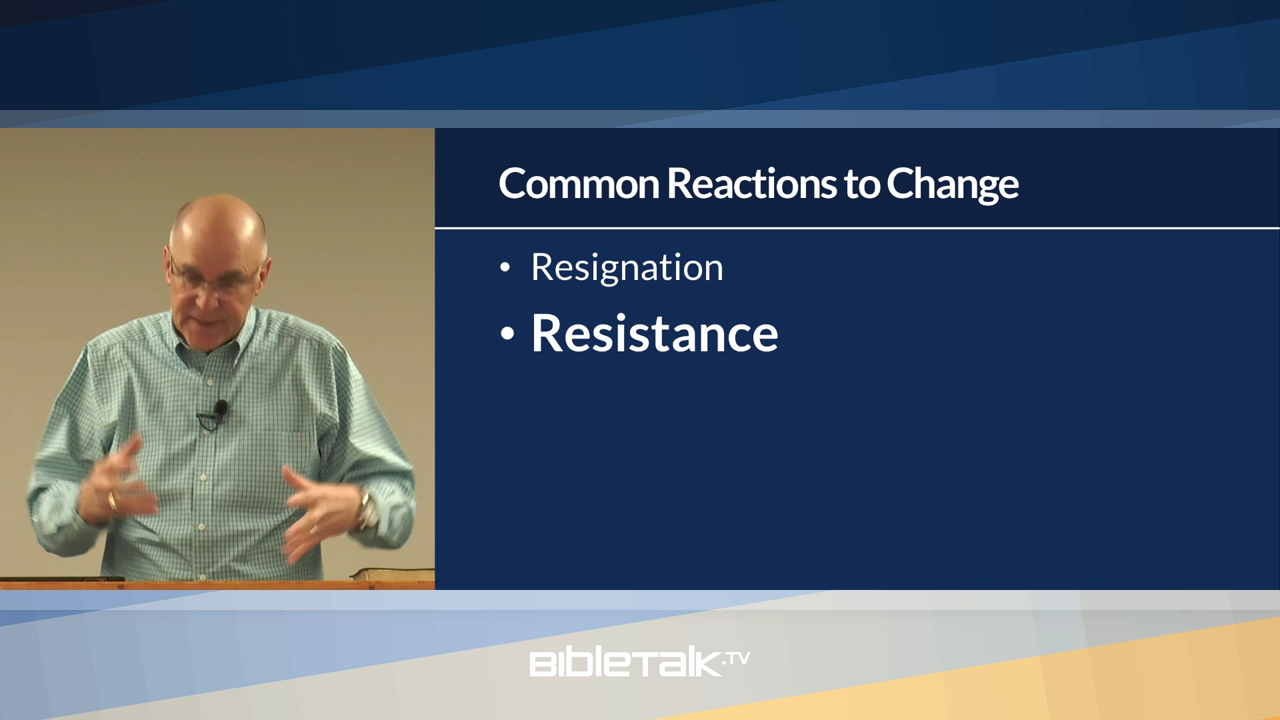 Common Reactions to Change
• Resignation
• Resistance
BIBLETALK.TV